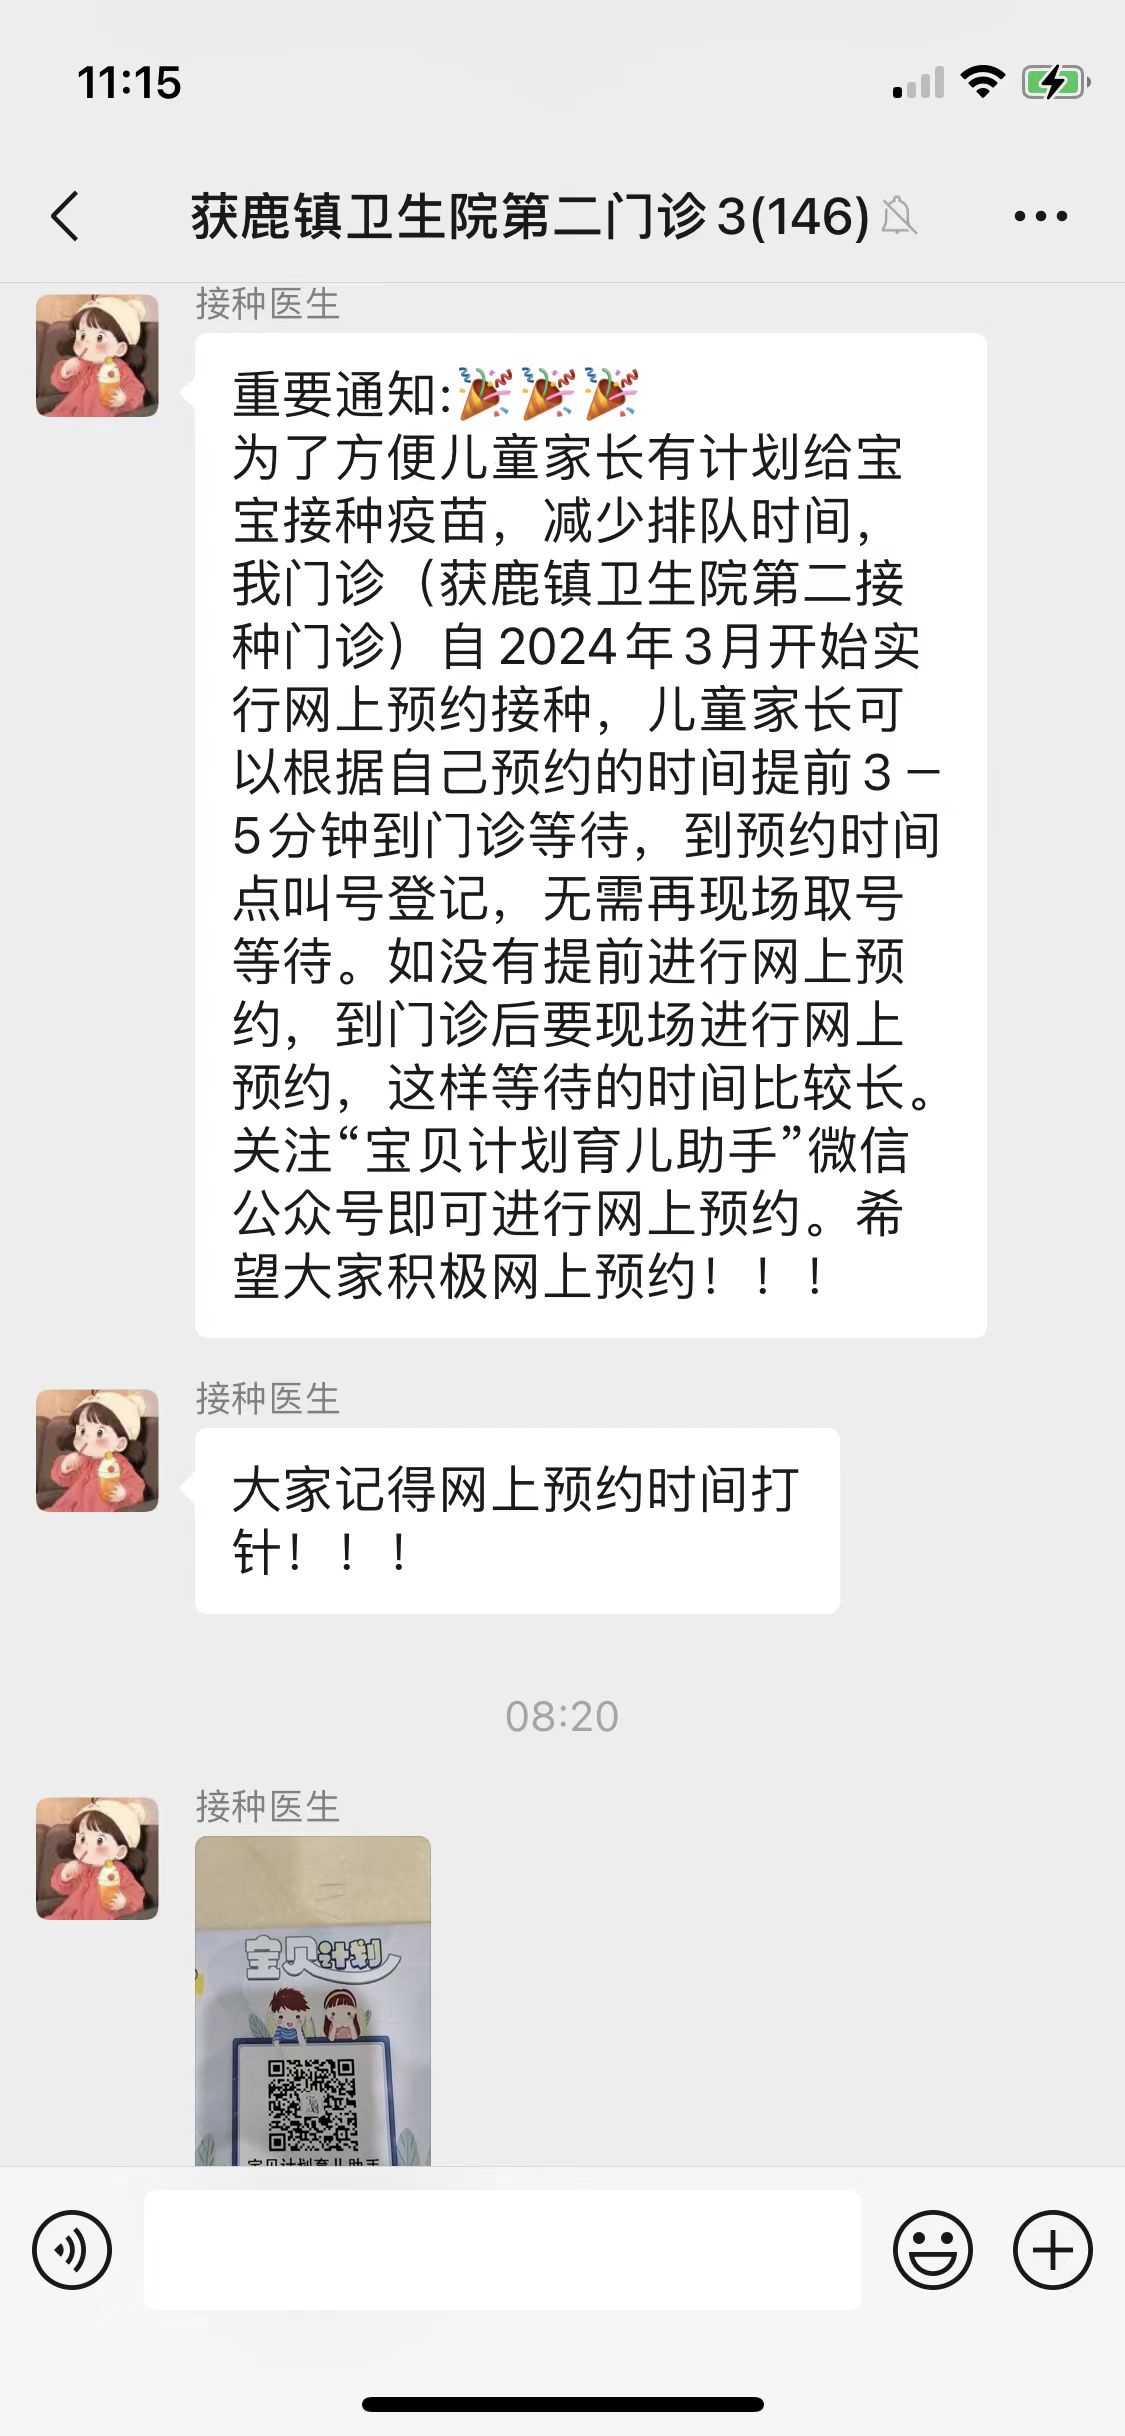 11:15
获鹿镇卫生院第二门诊3(146)
接种医生
重要通知:🎉🎉🎉
为了方便儿童家长有计划给宝
宝接种疫苗，减少排队时间，
我门诊（获鹿镇卫生院第二接
种门诊）自2024年3月开始实
行网上预约接种，儿童家长可
以根据自己预约的时间提前3－
5分钟到门诊等待，到预约时间
点叫号登记，无需再现场取号
等待。如没有提前进行网上预
约，到门诊后要现场进行网上
预约，这样等待的时间比较长。
关注“宝贝计划育儿助手”微信
公众号即可进行网上预约。希
望大家积极网上预约！！！
接种医生
大家记得网上预约时间打
针！！！
08:20
接种医生
宝贝计划
宝贝计划育儿助手